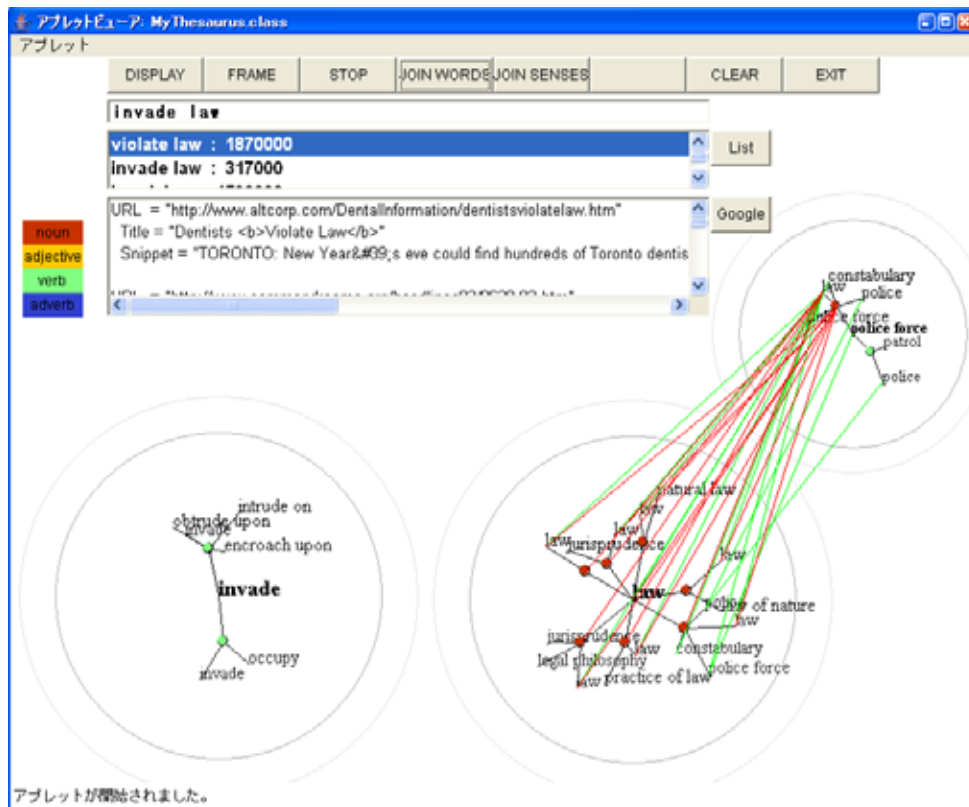 アプレットビューア: MyThesaurus.class
アプレット
DISPLAY FRAME STOP JOIN WORDS JOIN SENSES CLEAR EXIT
invade law
violate law : 1870000
List
invade law : 317000
URL = "http://www.altcorp.com/DentalInformation/dentistsviolatelaw.htm"
Google
Title = "Dentists <b>Violate Law</b>"
Snippet = "TORONTO: New Year&#39;s eve could find hundreds of Toronto dentis
noun
adjective
verb
adverb
constabulary
law
police
police force
police force
patrol
police
intrude on
obtrude upon
invade
encroach upon
invade
occupy
invade
natural law
law
law
law
jurisprudence
law
law
law of nature
law
jurisprudence
law
constabulary
legal philosophy
police force
law
practice of law
アプレットが開始されました。